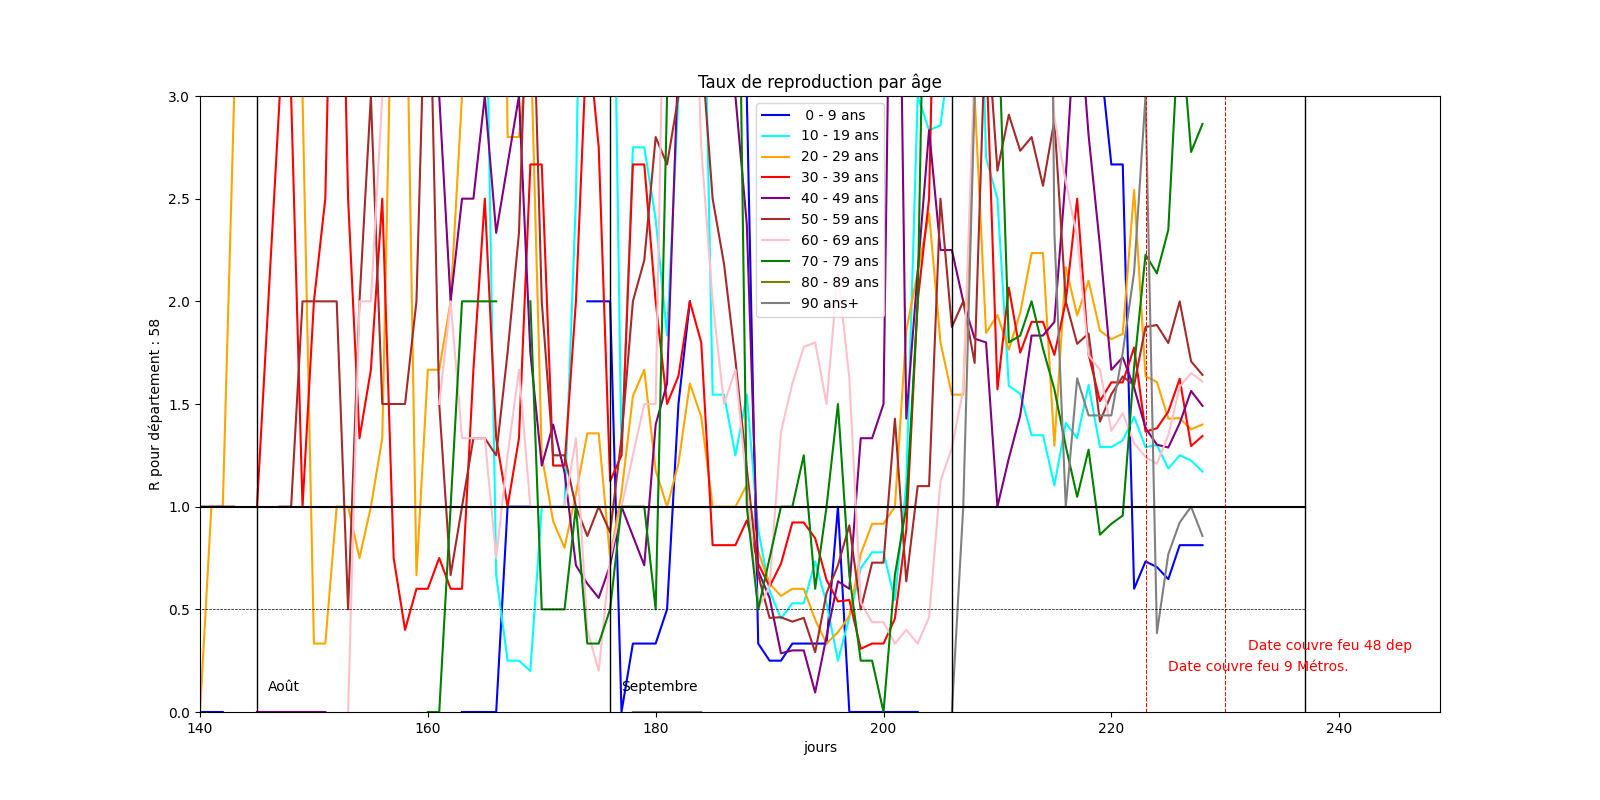 Taux de reproduction par âge
3.0
2.5
2.0
1.5
1.0
0.5
0.0
R pour département : 58
0 - 9 ans
10 - 19 ans
20 - 29 ans
30 - 39 ans
40 - 49 ans
50 - 59 ans
60 - 69 ans
70 - 79 ans
80 - 89 ans
90 ans+
Date couvre feu 48 dep
Date couvre feu 9 Métros.
Août
Septembre
140
160
180
200
220
240
jours